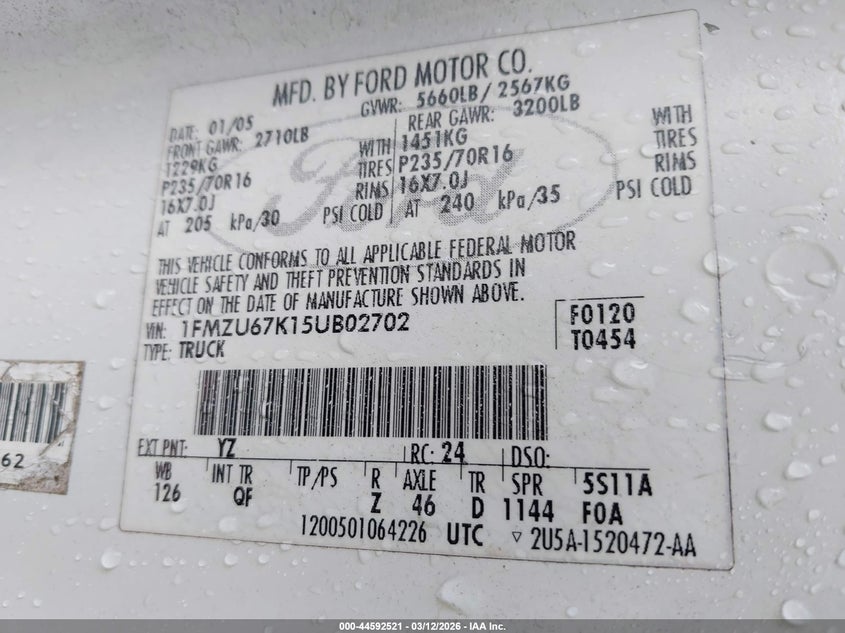 MFD. BY FORD MOTOR CO.
DATE: 01/05 GVWR: 5660LB/ 2567KG
FRONT GAWR: 2710LB REAR GAWR: 3200LB
1229KG WITH 1451KG WITH
P235/70R16 TIRES P235/70R16 TIRES
16X7.0J RIMS 16X7.0J RIMS
AT 205 kPa/30 PSI COLD AT 240 kPa/35 PSI COLD
Ford
THIS VEHICLE CONFORMS TO ALL APPLICABLE FEDERAL MOTOR
VEHICLE SAFETY AND THEFT PREVENTION STANDARDS IN
EFFECT ON THE DATE OF MANUFACTURE SHOWN ABOVE.
VIN: 1FMZU67K15UB02702 F0120
TYPE: TRUCK T0454
EXT PNT: YZ RC: 24 DSO:
WB INT TR TP/PS R AXLE TR SPR 5S11A
126 QF Z 46 D 1144 F0A
1200501064226 UTC ▽ 2U5A-1520472-AA
62
000-44592521 | 03/12/2026 - IAA Inc.